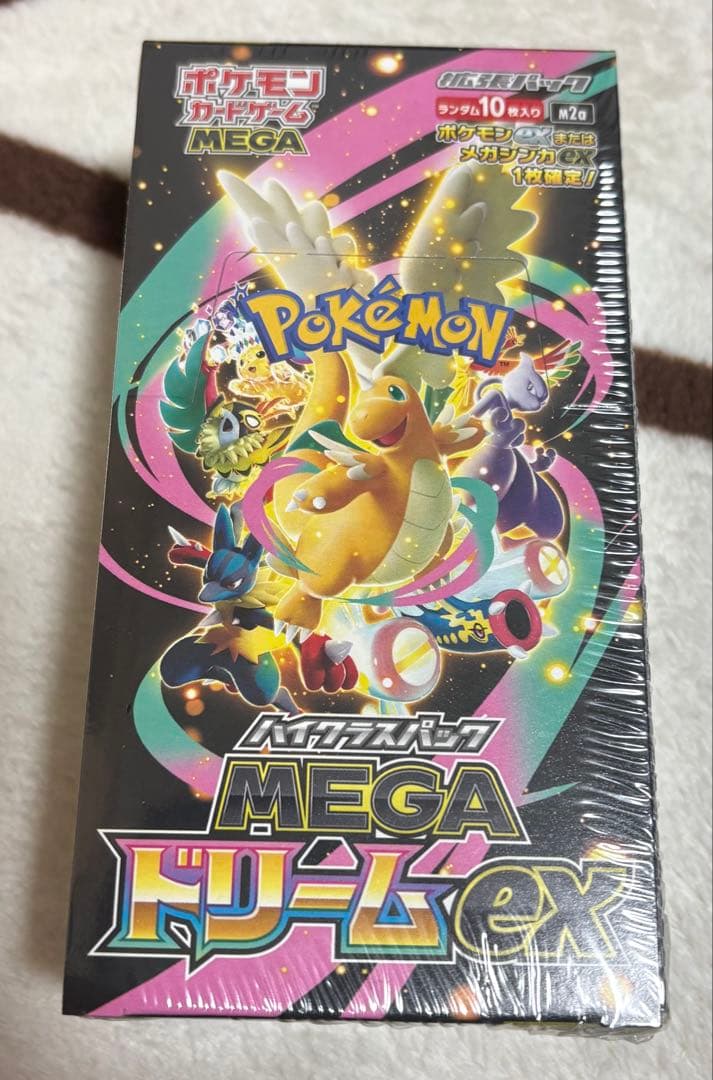 ポケモン
カードゲーム
MEGA
拡張パック
ランダム10枚入り M2a
ポケモンexまたは
メガシンカex
1枚確定!
POKéMON
TM
ハイクラスパック
MEGA
ドリームex